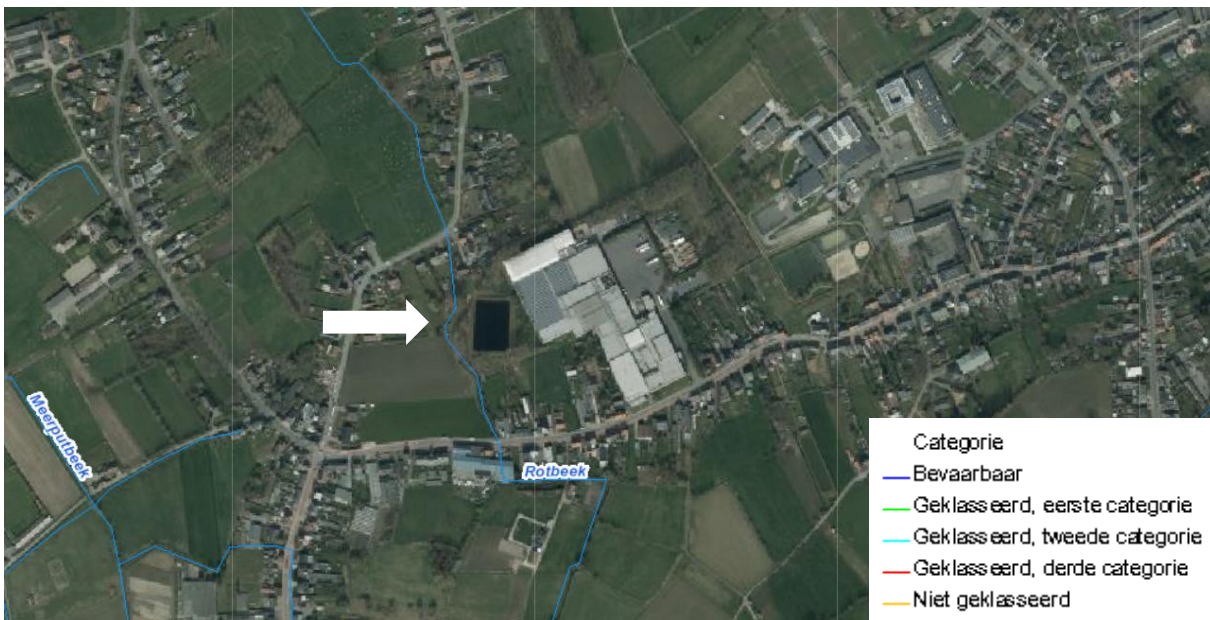 Meerputbeek
Rotbeek
Categorie
Bevaarbaar
Geklasseerd, eerste categorie
Geklasseerd, tweede categorie
Geklasseerd, derde categorie
Niet geklasseerd